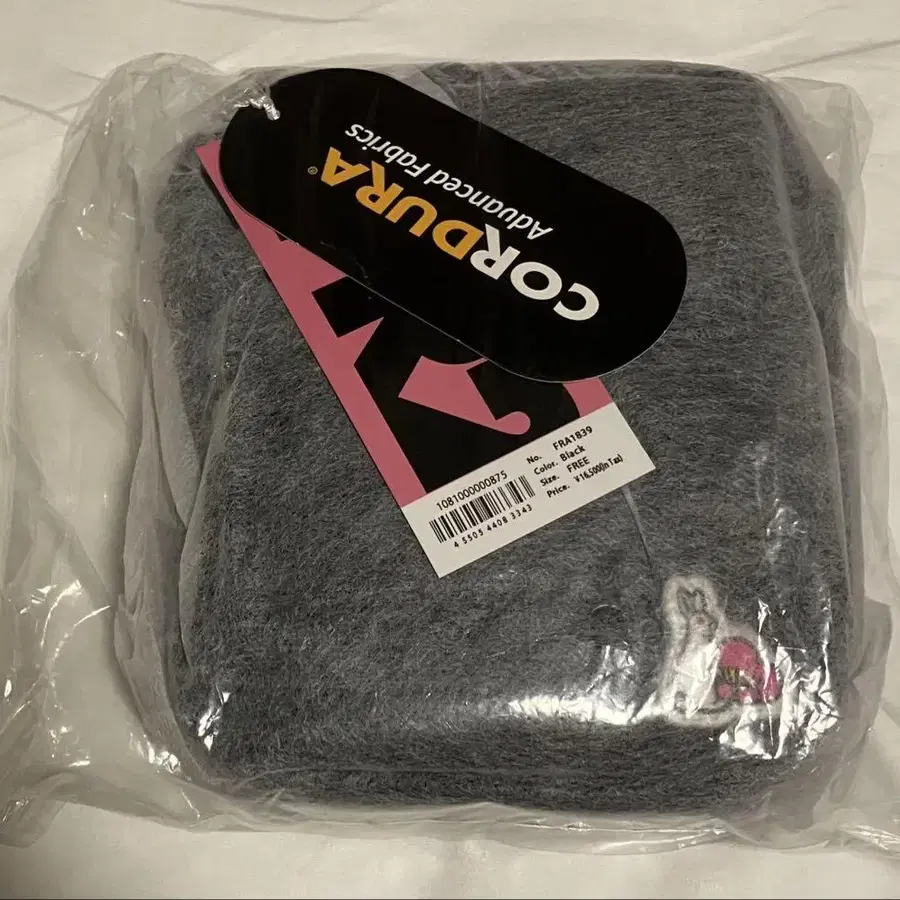 CORDURA®
Advanced Fabrics
No. FRA1839
Color. Black
Size. FREE
Price. ¥16,500(In Tax)
1081000000875
4 5505 4408 3343